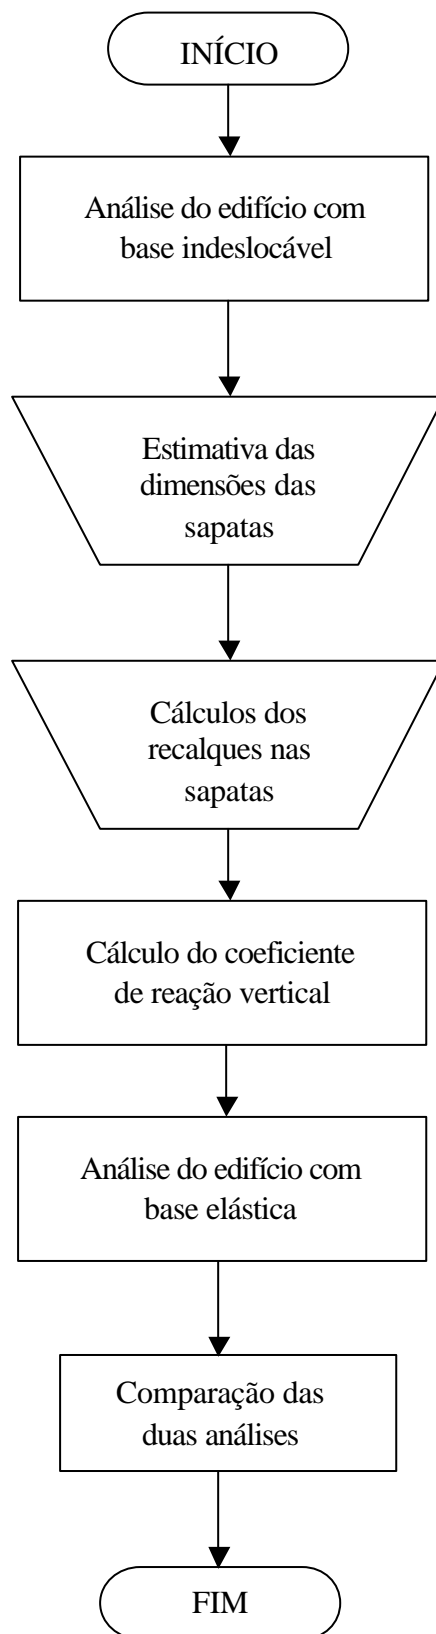 INÍCIO
Análise do edifício com
base indeslocável
Estimativa das
dimensões das
sapatas
Cálculos dos
recalques nas
sapatas
Cálculo do coeficiente
de reação vertical
Análise do edifício com
base elástica
Comparação das
duas análises
FIM